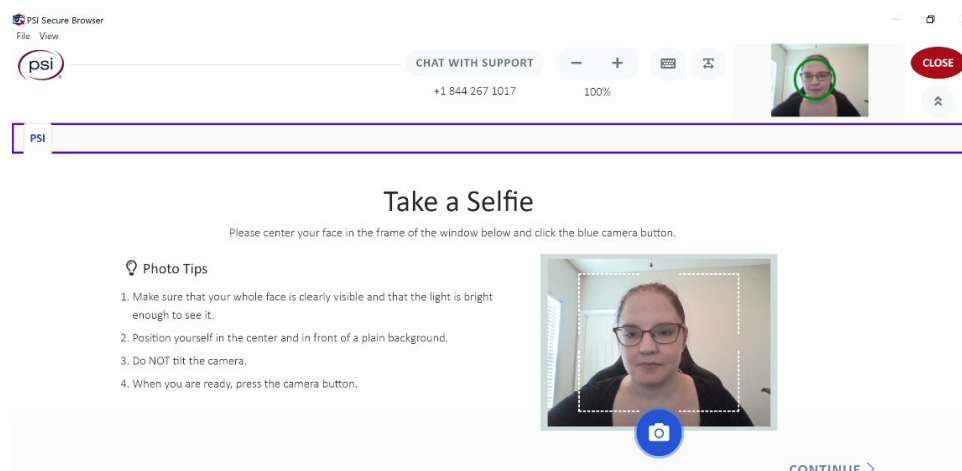 PSI Secure Browser
File View
psi
CHAT WITH SUPPORT
+1 844 267 1017
100%
CLOSE
PSI
Take a Selfie
Please center your face in the frame of the window below and click the blue camera button.
Photo Tips
1. Make sure that your whole face is clearly visible and that the light is bright
enough to see it.
2. Position yourself in the center and in front of a plain background.
3. Do NOT tilt the camera.
4. When you are ready, press the camera button.
CONTINUE